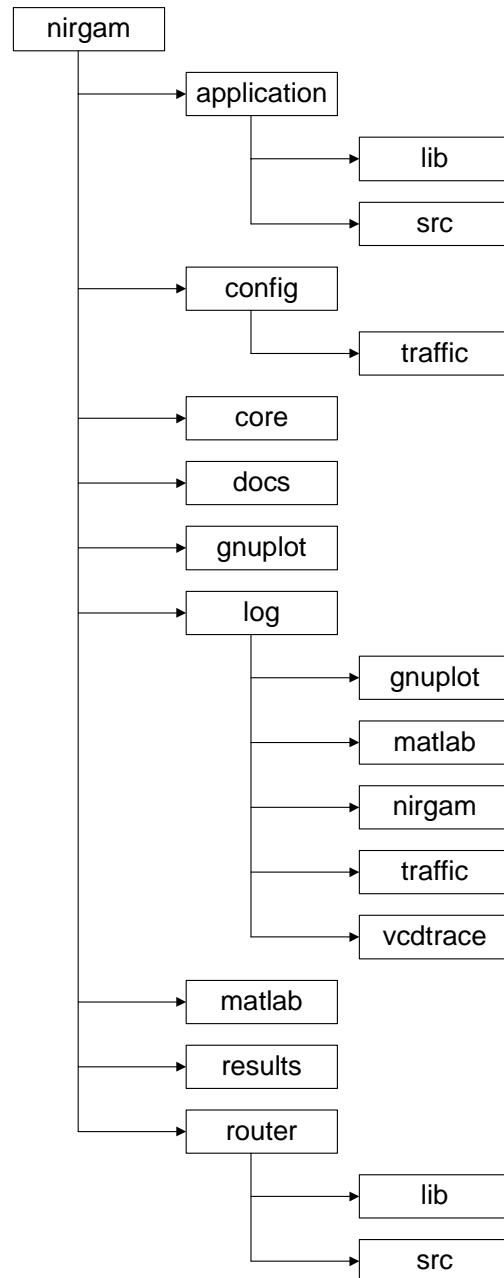 nirgam
application
lib
src
config
traffic
core
docs
gnuplot
log
gnuplot
matlab
nirgam
traffic
vcdtrace
matlab
results
router
lib
src